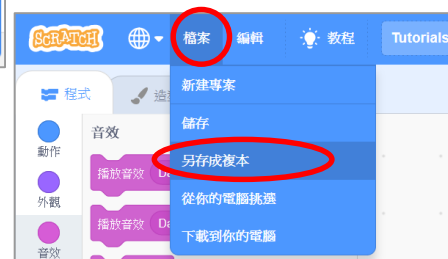 SCRATCH 檔案 編輯 教程 Tutorials
程式 造
新建專案
音效
儲存
動作
另存成複本
播放音效
外觀
從你的電腦挑選
播放音效
下載到你的電腦
音效